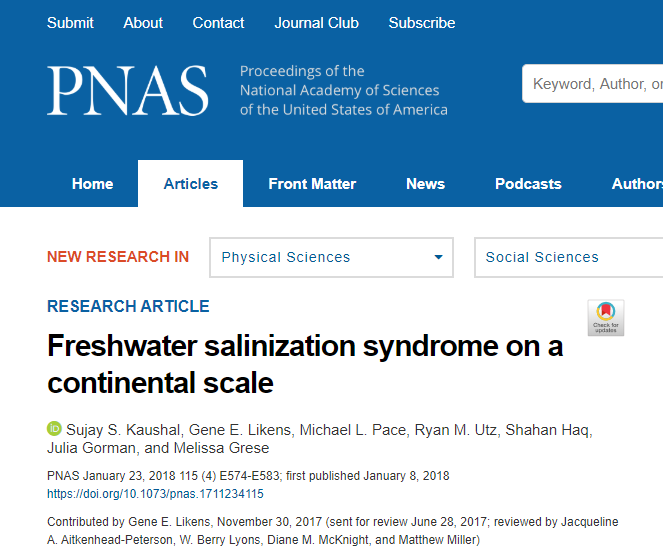 Submit About Contact Journal Club Subscribe
PNAS
Proceedings of the
National Academy of Sciences
of the United States of America
Keyword, Author, or
Home Articles Front Matter News Podcasts Authors
NEW RESEARCH IN Physical Sciences Social Sciences
RESEARCH ARTICLE
Check for
updates
Freshwater salinization syndrome on a
continental scale
iD Sujay S. Kaushal, Gene E. Likens, Michael L. Pace, Ryan M. Utz, Shahan Haq,
Julia Gorman, and Melissa Grese
PNAS January 23, 2018 115 (4) E574-E583; first published January 8, 2018
https://doi.org/10.1073/pnas.1711234115
Contributed by Gene E. Likens, November 30, 2017 (sent for review June 28, 2017; reviewed by Jacqueline
A. Aitkenhead-Peterson, W. Berry Lyons, Diane M. McKnight, and Matthew Miller)